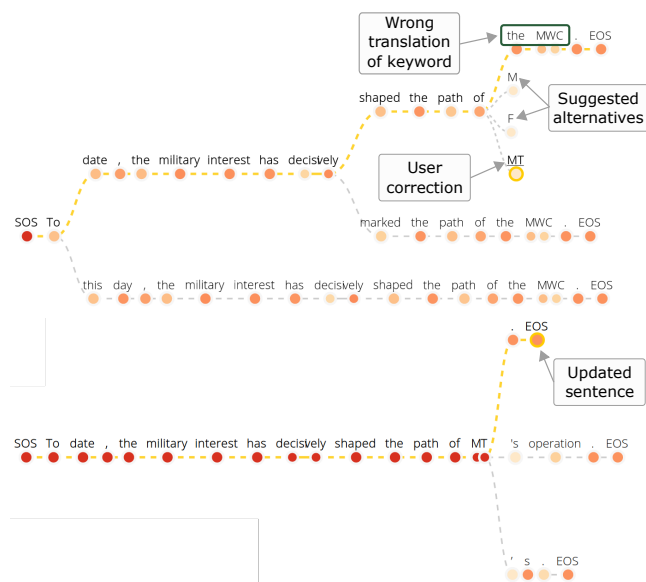 Wrong
translation
of keyword
the MWC . EOS
M
Suggested
alternatives
shaped the path of
F
date , the military interest has decisively
User
correction
MT
SOS To
marked the path of the MWC . EOS
this day , the military interest has decisively shaped the path of the MWC . EOS
. EOS
Updated
sentence
SOS To date , the military interest has decisively shaped the path of MT
's operation . EOS
' s . EOS